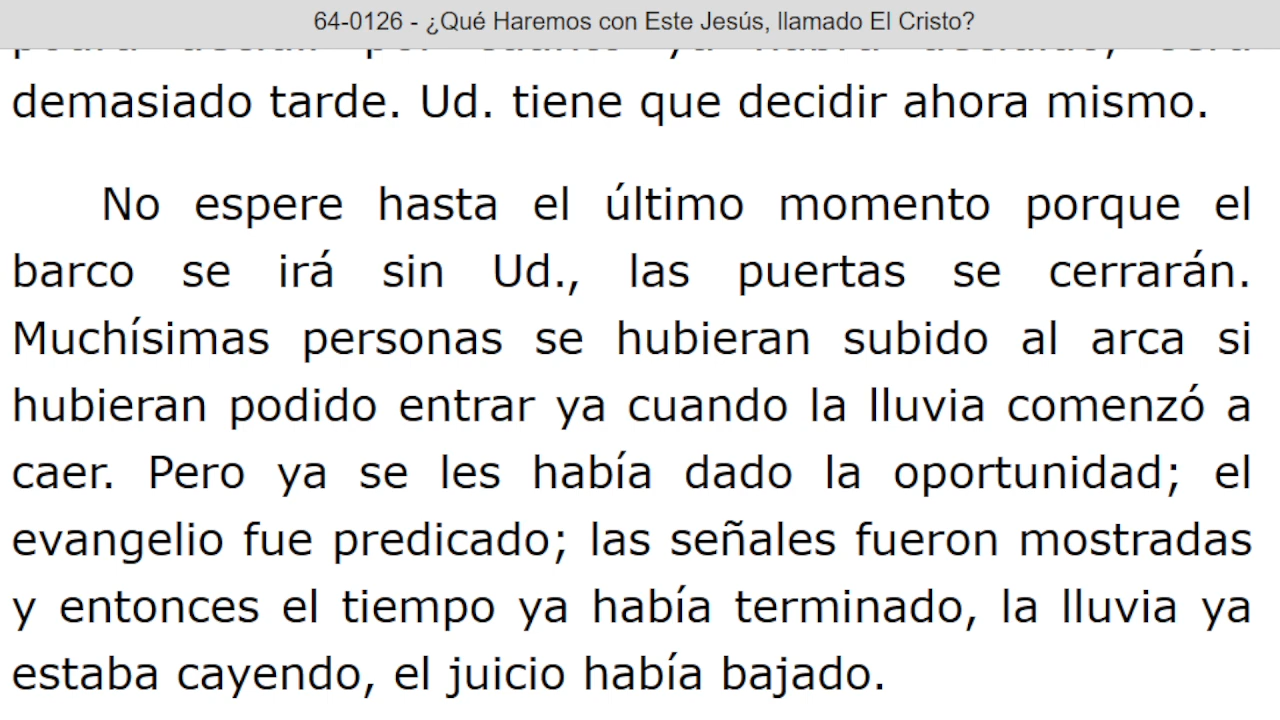 64-0126 - ¿Qué Haremos con Este Jesús, llamado El Cristo?
demasiado tarde. Ud. tiene que decidir ahora mismo.
No espere hasta el último momento porque el
barco se irá sin Ud., las puertas se cerrarán.
Muchísimas personas se hubieran subido al arca si
hubieran podido entrar ya cuando la lluvia comenzó a
caer. Pero ya se les había dado la oportunidad; el
evangelio fue predicado; las señales fueron mostradas
y entonces el tiempo ya había terminado, la lluvia ya
estaba cayendo, el juicio había bajado.